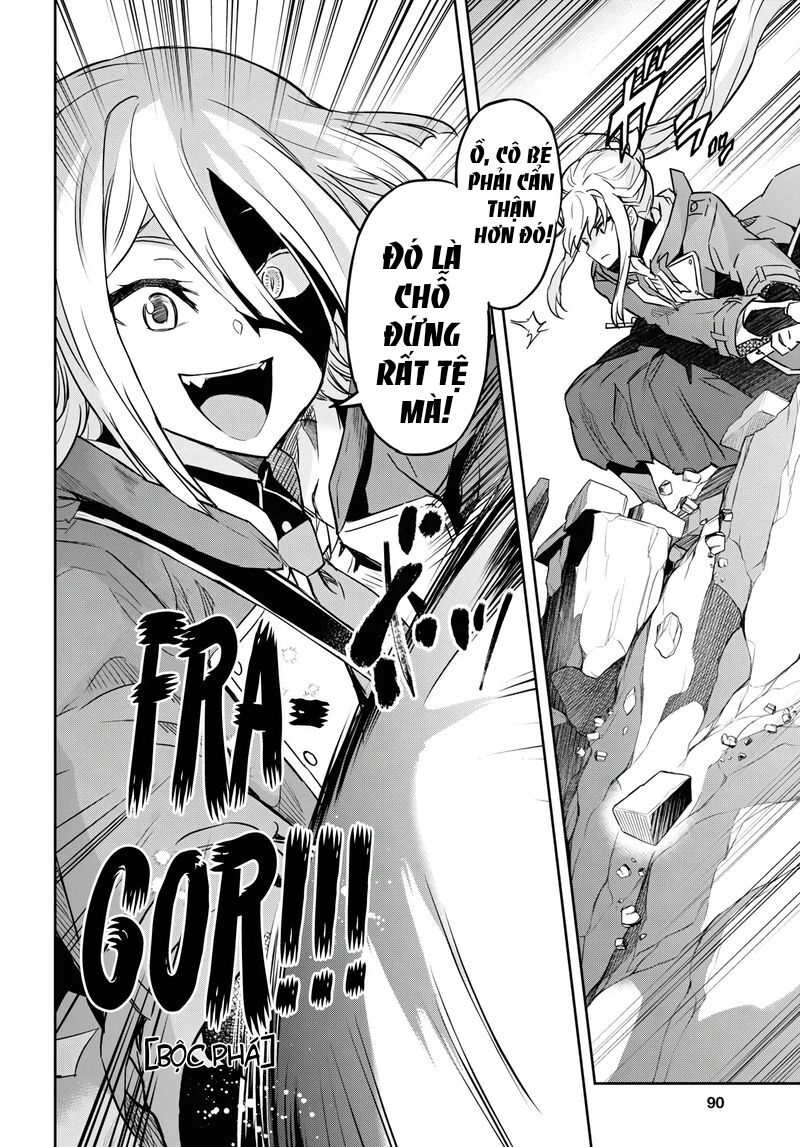 Ồ, CÔ BÉ
PHẢI CẨN
THẬN
HƠN ĐÓ!
ĐÓ LÀ
CHỖ
ĐỨNG
RẤT TỆ
MÀ!
FRA-
GOR!!!
[BỘC PHÁ]
90